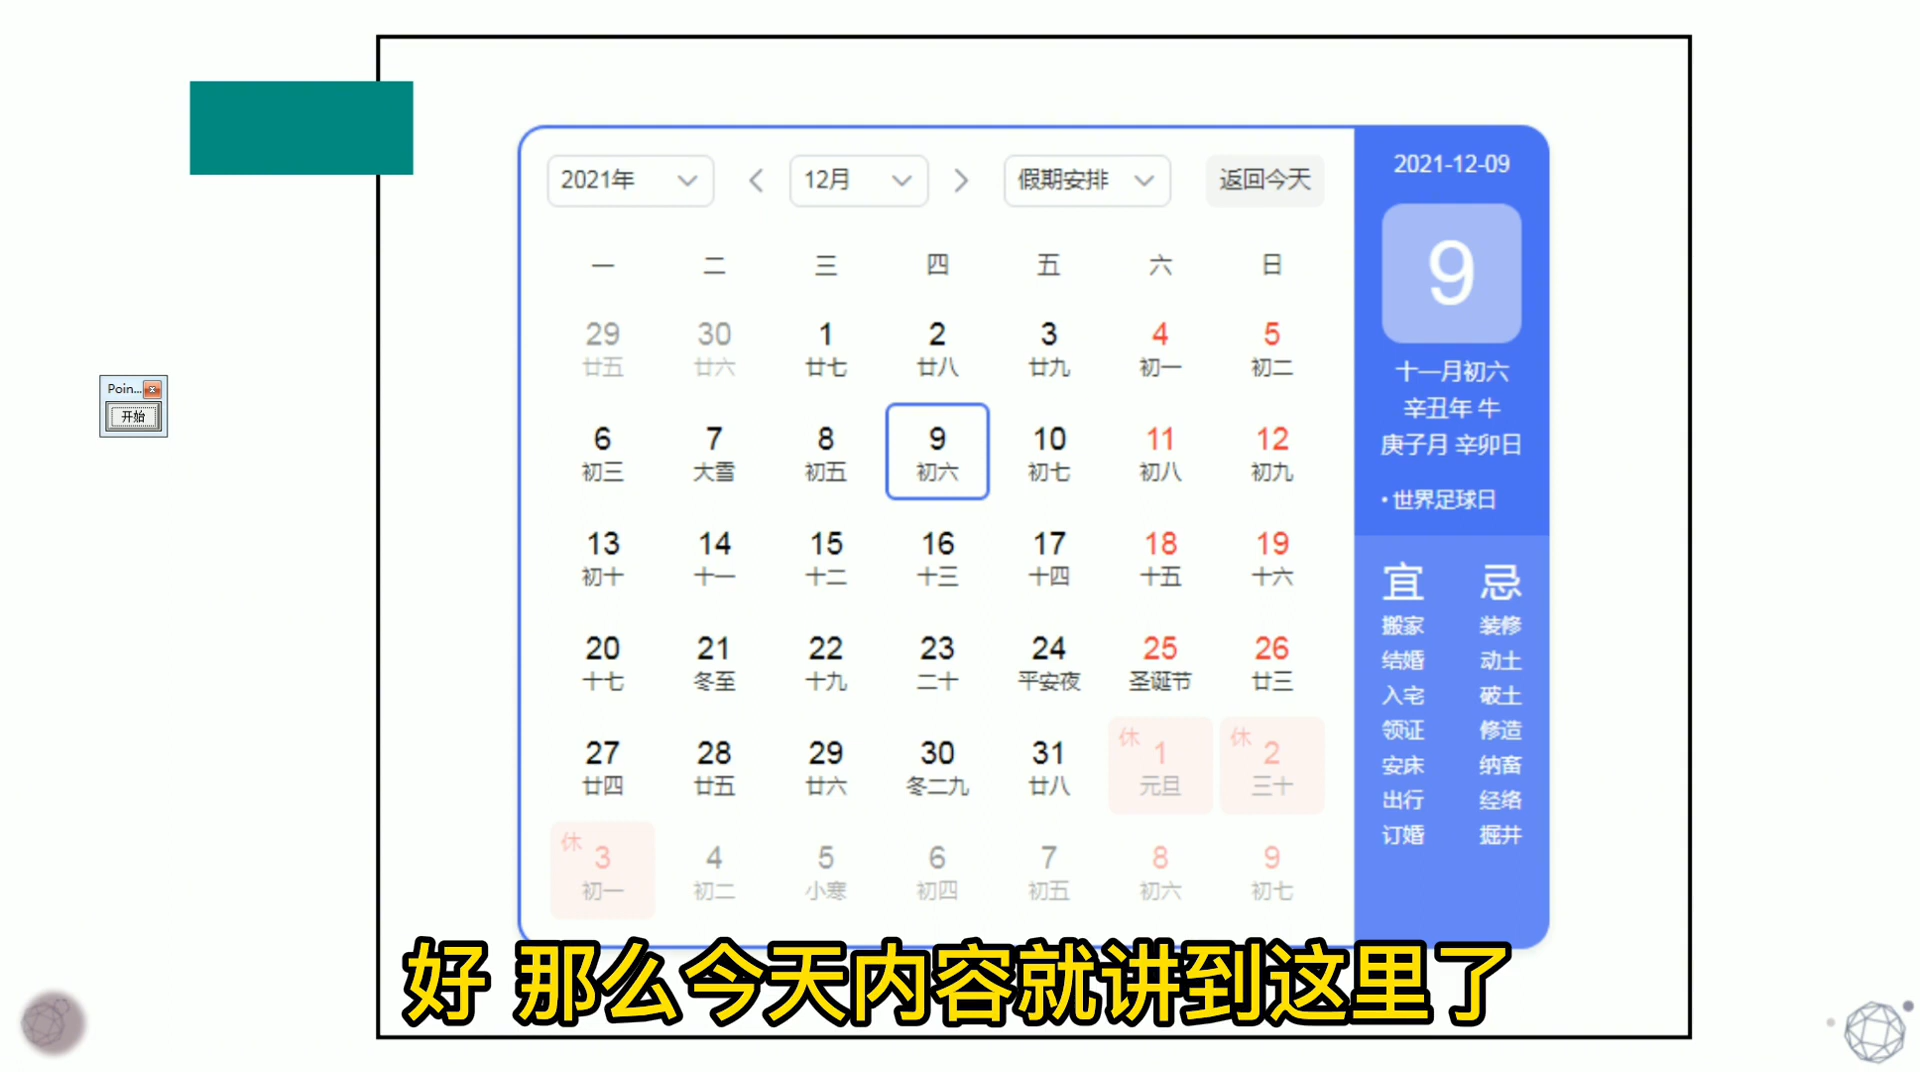 2021年 12月 假期安排 返回今天
一 二 三 四 五 六 日
29 30 1 2 3 4 5
廿五 廿六 廿七 廿八 廿九 初一 初二
6 7 8 9 10 11 12
初三 大雪 初五 初六 初七 初八 初九
13 14 15 16 17 18 19
初十 十一 十二 十三 十四 十五 十六
20 21 22 23 24 25 26
十七 冬至 十九 二十 平安夜 圣诞节 廿三
27 28 29 30 31 休 1 休 2
廿四 廿五 廿六 冬二九 廿八 元旦 三十
休 3 4 5 6 7 8 9
初一 初二 小寒 初四 初五 初六 初七
2021-12-09
9
十一月初六
辛丑年 牛
庚子月 辛卯日
• 世界足球日
宜 忌
搬家 装修
结婚 动土
入宅 破土
领证 修造
安床 纳畜
出行 经络
订婚 掘井
Poin...
开始
好 那么今天内容就讲到这里了